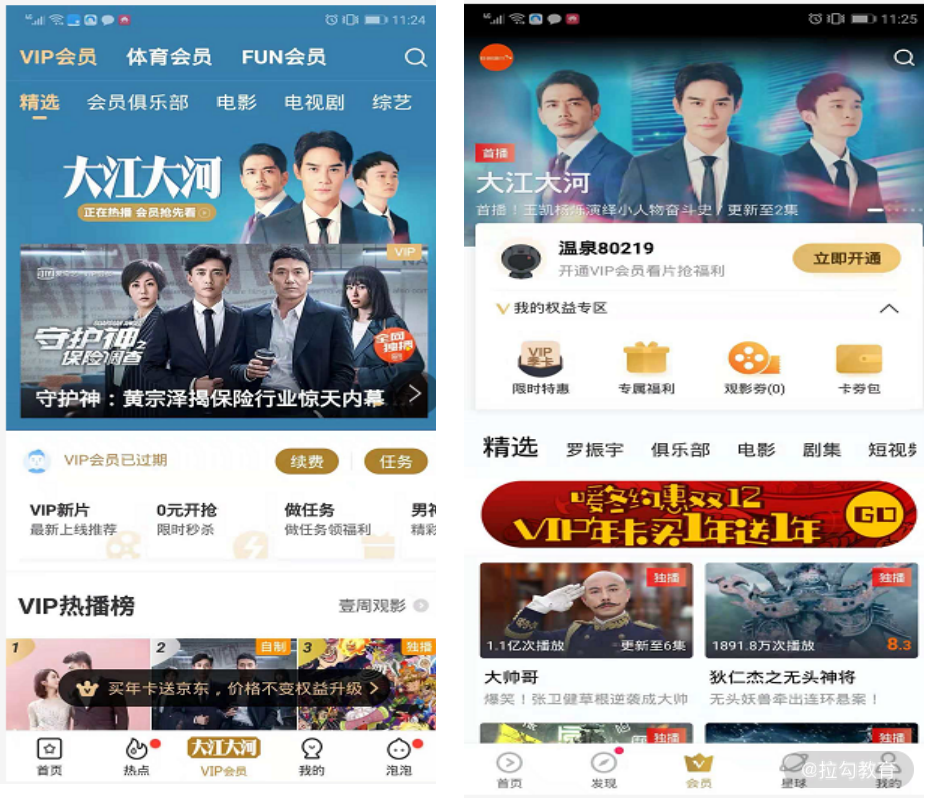 11:24
VIP会员 体育会员 FUN会员
精选 会员俱乐部 电影 电视剧 综艺
大江大河
正在热播 会员抢先看
VIP
守护神2
保险调查
全网
独播
守护神：黄宗泽揭保险行业惊天内幕
VIP会员已过期
续费 任务
VIP新片 0元开抢 做任务 男神
最新上线推荐 限时秒杀 做任务领福利 精彩
VIP热播榜 壹周观影
1 2 自制 3 独播
买年卡送京东，价格不变权益升级
大江大河
首页 热点 VIP会员 我的 泡泡
11:25
首播
大江大河
首播！王凯杨烁演绎小人物奋斗史 / 更新至2集
温泉80219
开通VIP会员看片抢福利
立即开通
我的权益专区
VIP
季卡
限时特惠 专属福利 观影券(0) 卡券包
精选 罗振宇 俱乐部 电影 剧集 短视频
暖冬约惠双12
VIP年卡买1年送1年
GO
独播 独播
1.1亿次播放 更新至6集 1891.8万次播放 8.3
大帅哥 狄仁杰之无头神将
爆笑！张卫健草根逆袭成大帅 无头妖兽牵出连环悬案！
独播 独播
首页 发现 会员 星球 我的
@拉勾教育